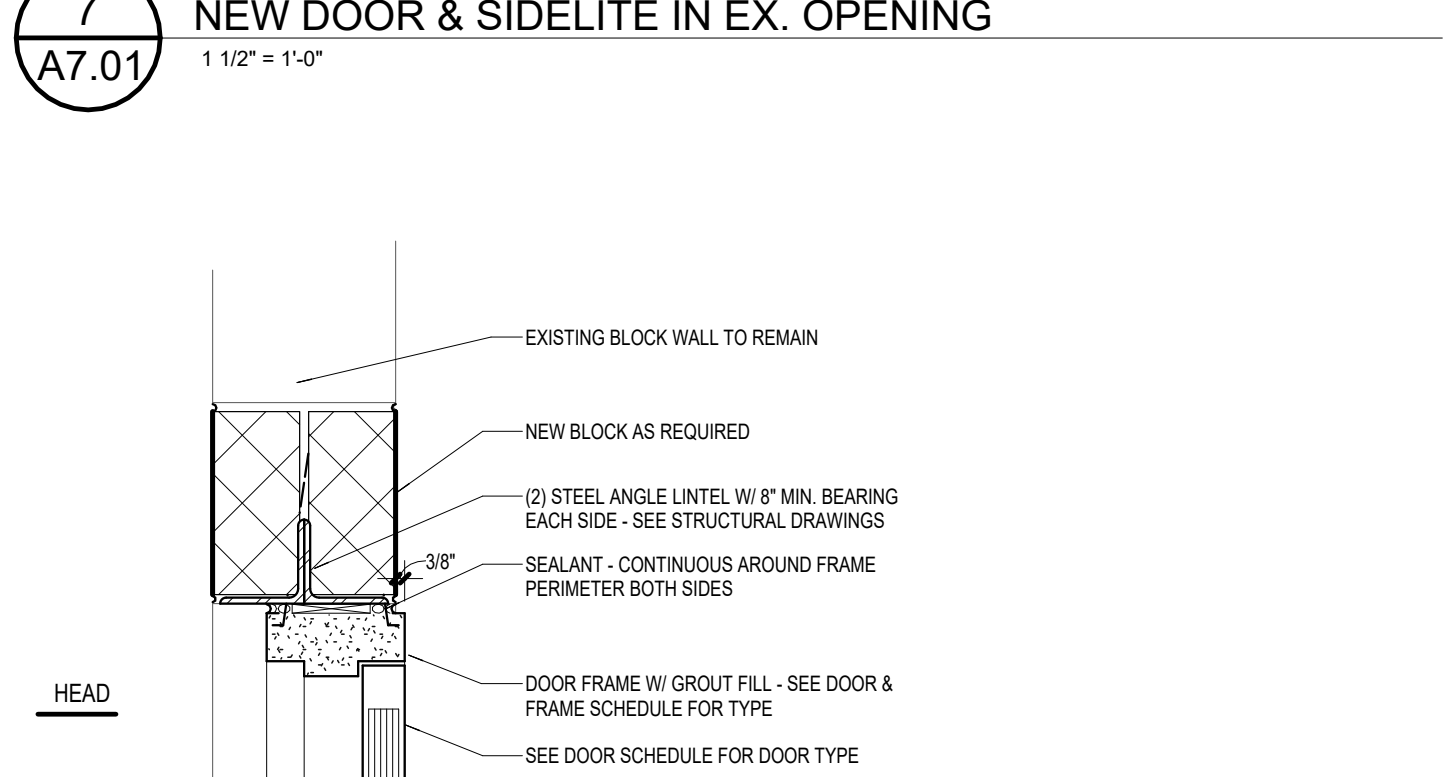 7
NEW DOOR & SIDELITE IN EX. OPENING
A7.01
1 1/2" = 1'-0"
EXISTING BLOCK WALL TO REMAIN
NEW BLOCK AS REQUIRED
(2) STEEL ANGLE LINTEL W/ 8" MIN. BEARING
EACH SIDE - SEE STRUCTURAL DRAWINGS
3/8"
SEALANT - CONTINUOUS AROUND FRAME
PERIMETER BOTH SIDES
HEAD
DOOR FRAME W/ GROUT FILL - SEE DOOR &
FRAME SCHEDULE FOR TYPE
SEE DOOR SCHEDULE FOR DOOR TYPE